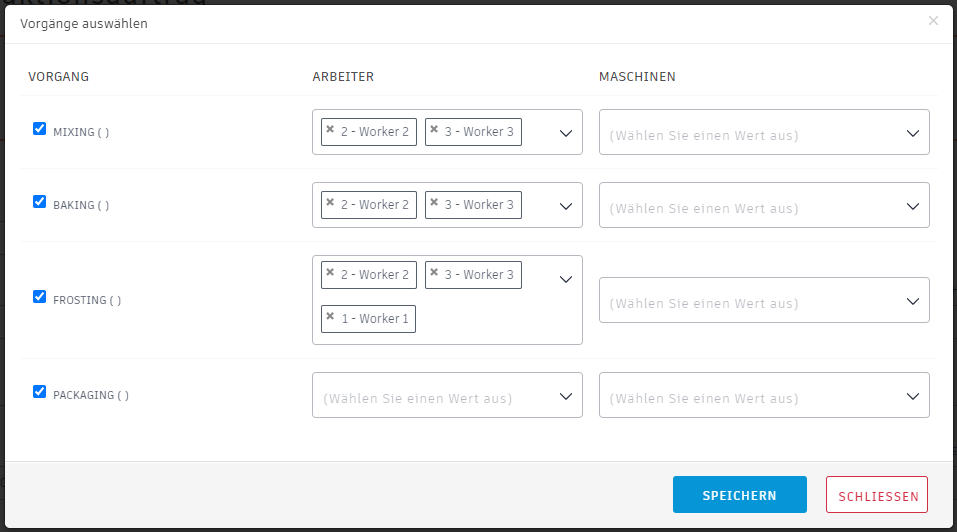 Vorgänge auswählen
×
VORGANG ARBEITER MASCHINEN
MIXING ( ) × 2 - Worker 2 × 3 - Worker 3 (Wählen Sie einen Wert aus)
BAKING ( ) × 2 - Worker 2 × 3 - Worker 3 (Wählen Sie einen Wert aus)
FROSTING ( ) × 2 - Worker 2 × 3 - Worker 3 (Wählen Sie einen Wert aus)
× 1 - Worker 1
PACKAGING ( ) (Wählen Sie einen Wert aus) (Wählen Sie einen Wert aus)
SPEICHERN SCHLIESSEN